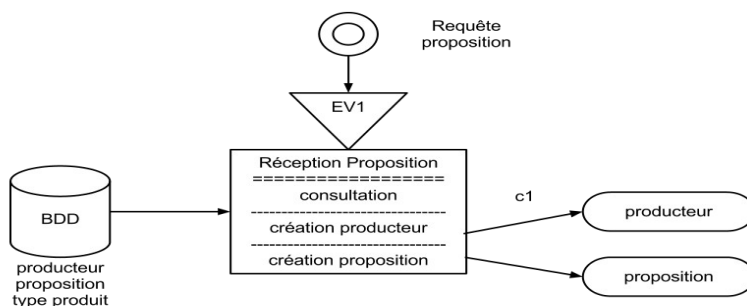 Requête
proposition
EV1
Réception Proposition
===================
consultation
création producteur
création proposition
BDD
producteur
proposition
type produit
c1
producteur
proposition